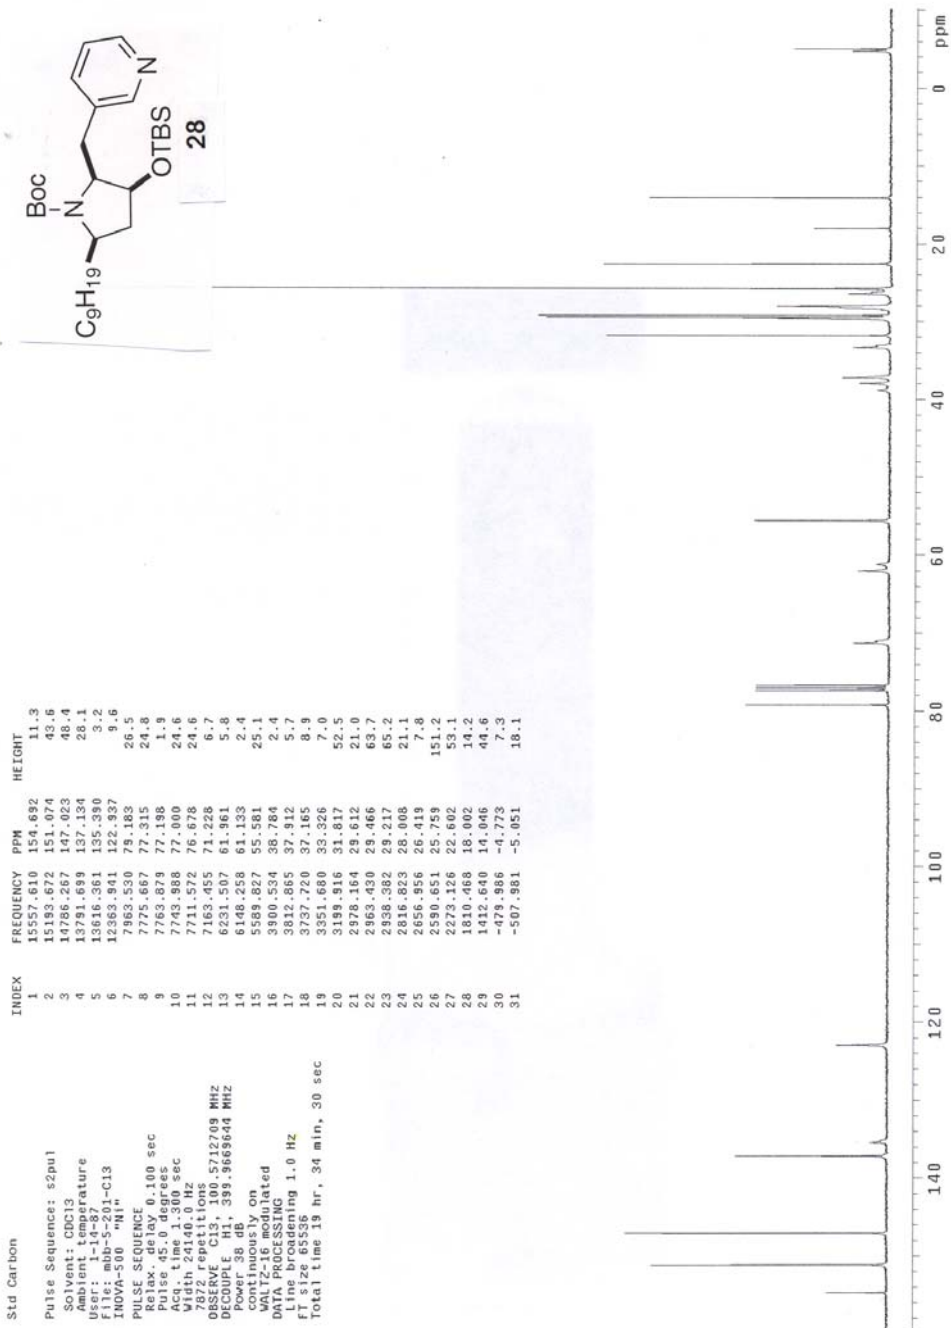 Std Carbon
Pulse Sequence: s2pul
Solvent: CDCl3
Ambient temperature
User: 1-14-87
File: mbb-5-201-C13
INOVA-500 "Ni"
PULSE SEQUENCE
Relax. delay 0.100 sec
Pulse 45.0 degrees
Acq. time 1.300 sec
Width 24140.0 Hz
7872 repetitions
OBSERVE C13, 100.5712709 MHZ
DECOUPLE H1, 399.9669644 MHZ
Power 38 dB
continuously on
WALTZ-16 modulated
DATA PROCESSING
Line broadening 1.0 Hz
FT size 65536
Total time 19 hr, 34 min, 30 sec
INDEX FREQUENCY PPM HEIGHT
1 15557.610 154.692 11.3
2 15193.672 151.074 43.6
3 14786.267 147.023 48.4
4 13791.699 137.134 28.1
5 13616.361 135.390 3.2
6 12363.941 122.937 9.6
7 7963.530 79.183 26.5
8 7775.667 77.315 24.8
9 7763.879 77.198 1.9
10 7743.988 77.000 24.6
11 7711.572 76.678 24.6
12 7163.455 71.228 6.7
13 6231.507 61.961 5.8
14 6148.258 61.133 2.4
15 5589.827 55.581 25.1
16 3900.534 38.784 2.4
17 3812.865 37.912 5.7
18 3737.720 37.165 8.9
19 3351.680 33.326 7.0
20 3199.916 31.817 52.5
21 2978.164 29.612 21.0
22 2963.430 29.466 63.7
23 2938.382 29.217 65.2
24 2816.823 28.008 21.1
25 2656.956 26.419 7.8
26 2590.651 25.759 151.2
27 2273.126 22.602 53.1
28 1810.468 18.002 14.2
29 1412.640 14.046 44.6
30 -479.986 -4.773 7.3
31 -507.981 -5.051 18.1
Boc
C9H19
N
N
OTBS
28
140 120 100 80 60 40 20 0 ppm